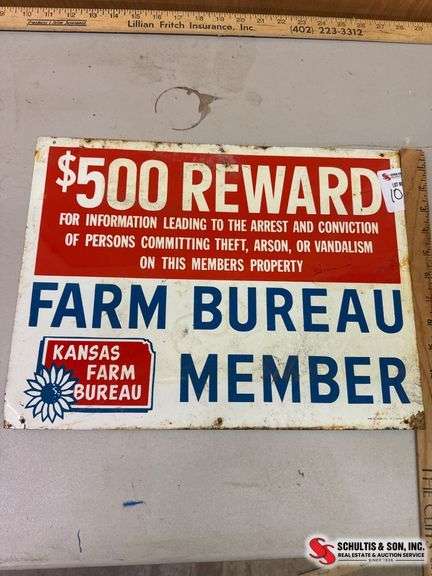 Lillian Fritch Insurance, Inc.
(402) 223-3312
$500 REWARD
FOR INFORMATION LEADING TO THE ARREST AND CONVICTION
OF PERSONS COMMITTING THEFT, ARSON, OR VANDALISM
ON THIS MEMBERS PROPERTY
FARM BUREAU
MEMBER
KANSAS
FARM
BUREAU
SCHULTIS & SON, INC.
REAL ESTATE & AUCTION SERVICE